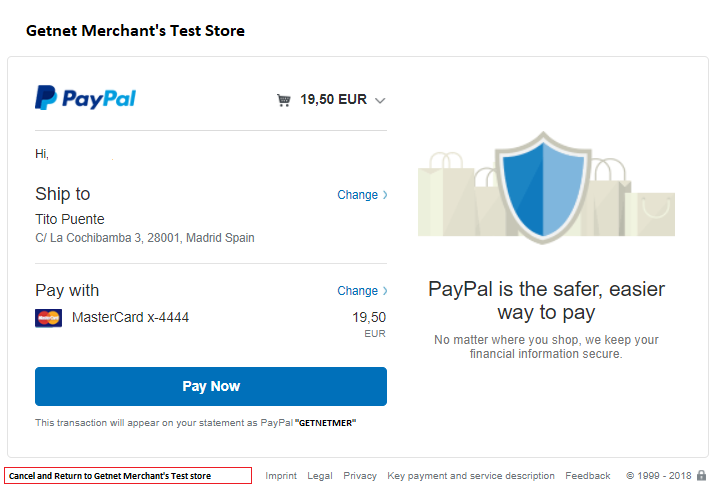 Getnet Merchant's Test Store
PayPal
19,50 EUR
Hi,
Ship to
Change
Tito Puente
C/ La Cochibamba 3, 28001, Madrid Spain
Pay with
Change
MasterCard
MasterCard x-4444
19,50
EUR
Pay Now
This transaction will appear on your statement as PayPal "GETNETMER"
PayPal is the safer, easier
way to pay
No matter where you shop, we keep your
financial information secure.
Cancel and Return to Getnet Merchant's Test store
Imprint Legal Privacy Key payment and service description Feedback © 1999 - 2018